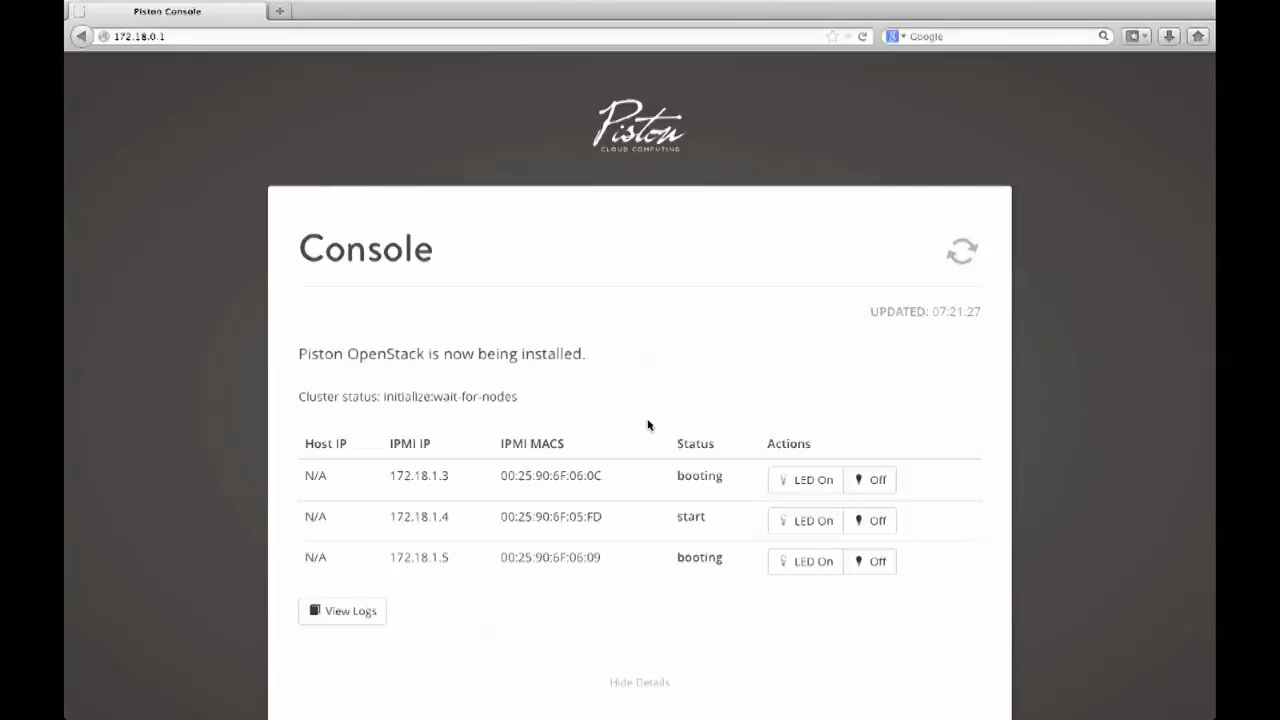 Piston Console
172.18.0.1
Google
Piston
CLOUD COMPUTING
Console
UPDATED: 07:21:27
Piston OpenStack is now being installed.
Cluster status: initialize:wait-for-nodes
Host IP IPMI IP IPMI MACS Status Actions
N/A 172.18.1.3 00:25:90:6F:06:0C booting LED On Off
N/A 172.18.1.4 00:25:90:6F:05:FD start LED On Off
N/A 172.18.1.5 00:25:90:6F:06:09 booting LED On Off
View Logs
Hide Details